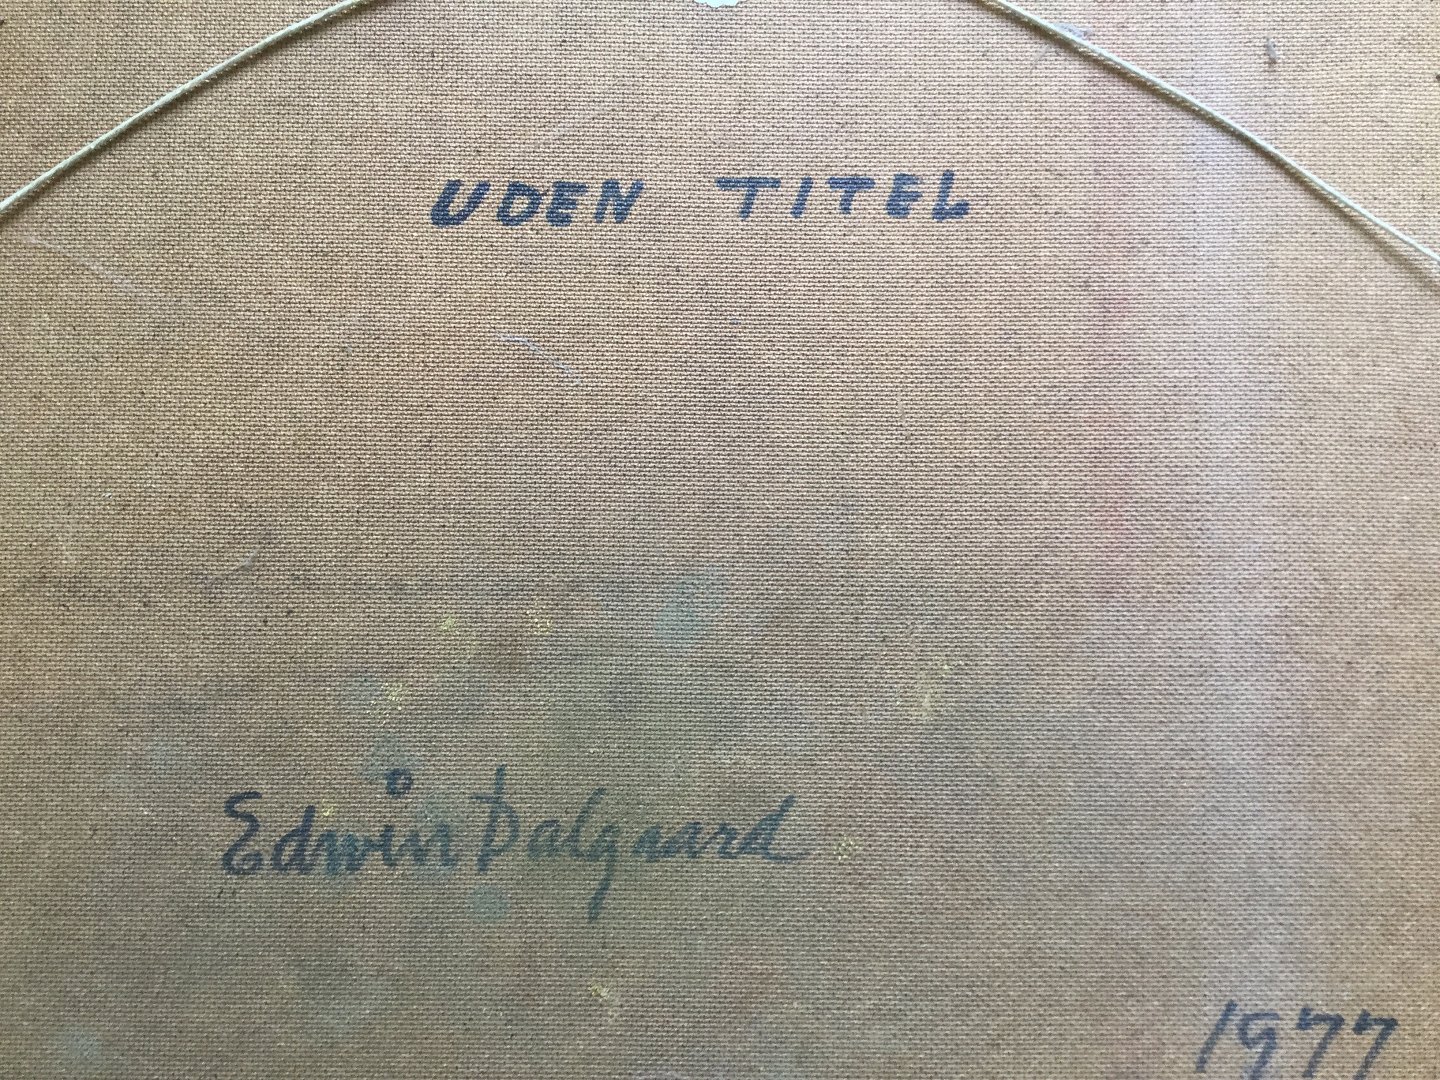 UDEN TITEL
Edwin Dalgaard
1977